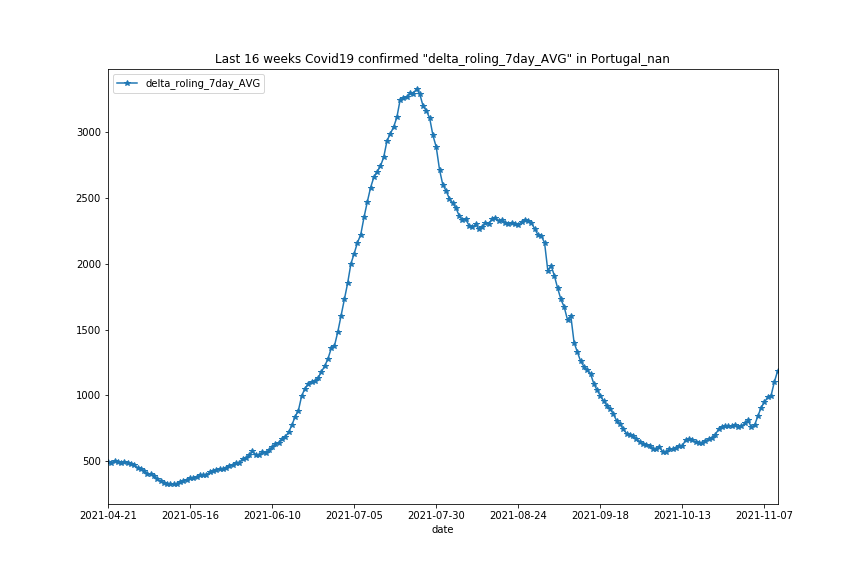 Last 16 weeks Covid19 confirmed "delta_roling_7day_AVG" in Portugal_nan
delta_roling_7day_AVG
3000
2500
2000
1500
1000
500
2021-04-21 2021-05-16 2021-06-10 2021-07-05 2021-07-30 2021-08-24 2021-09-18 2021-10-13 2021-11-07
date